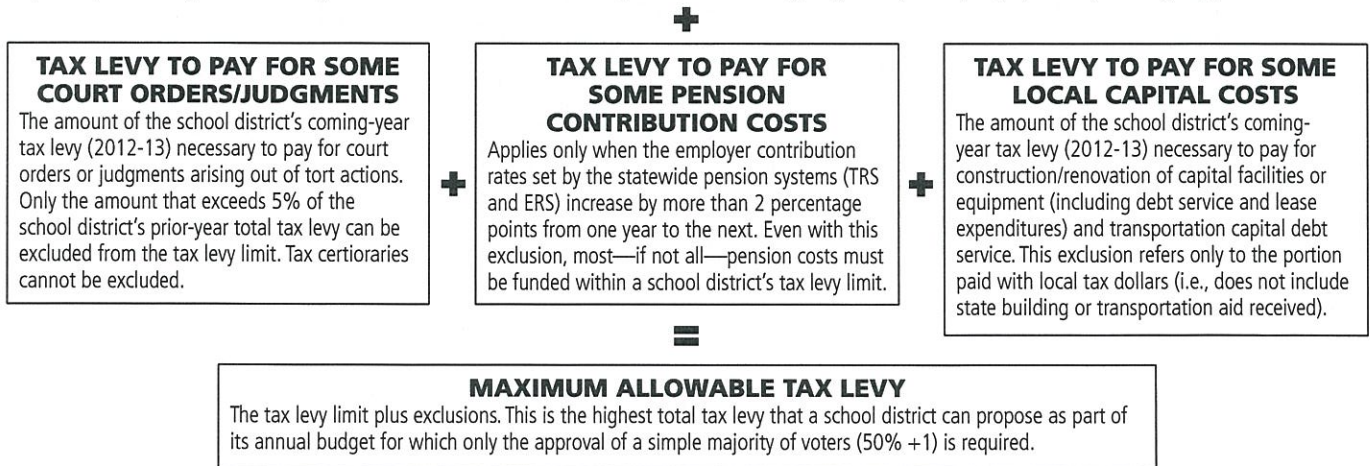 +
TAX LEVY TO PAY FOR SOME
COURT ORDERS/JUDGMENTS
The amount of the school district's coming-year
tax levy (2012-13) necessary to pay for court
orders or judgments arising out of tort actions.
Only the amount that exceeds 5% of the
school district's prior-year total tax levy can be
excluded from the tax levy limit. Tax certioraries
cannot be excluded.
+
TAX LEVY TO PAY FOR
SOME PENSION
CONTRIBUTION COSTS
Applies only when the employer contribution
rates set by the statewide pension systems (TRS
and ERS) increase by more than 2 percentage
points from one year to the next. Even with this
exclusion, most—if not all—pension costs must
be funded within a school district's tax levy limit.
+
TAX LEVY TO PAY FOR SOME
LOCAL CAPITAL COSTS
The amount of the school district's coming-
year tax levy (2012-13) necessary to pay for
construction/renovation of capital facilities or
equipment (including debt service and lease
expenditures) and transportation capital debt
service. This exclusion refers only to the portion
paid with local tax dollars (i.e., does not include
state building or transportation aid received).
=
MAXIMUM ALLOWABLE TAX LEVY
The tax levy limit plus exclusions. This is the highest total tax levy that a school district can propose as part of
its annual budget for which only the approval of a simple majority of voters (50% +1) is required.